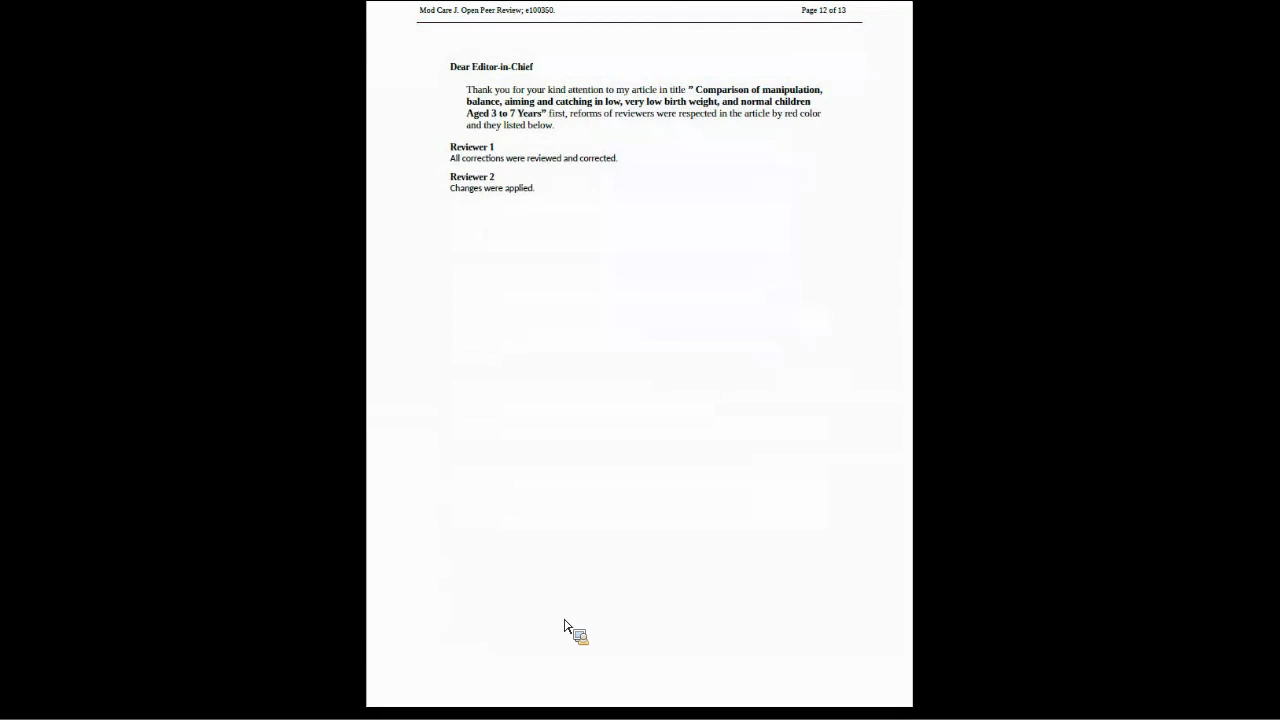 Mod Care J. Open Peer Review; e100350. Page 12 of 13
Dear Editor-in-Chief
Thank you for your kind attention to my article in title ” Comparison of manipulation,
balance, aiming and catching in low, very low birth weight, and normal children
Aged 3 to 7 Years” first, reforms of reviewers were respected in the article by red color
and they listed below.
Reviewer 1
All corrections were reviewed and corrected.
Reviewer 2
Changes were applied.